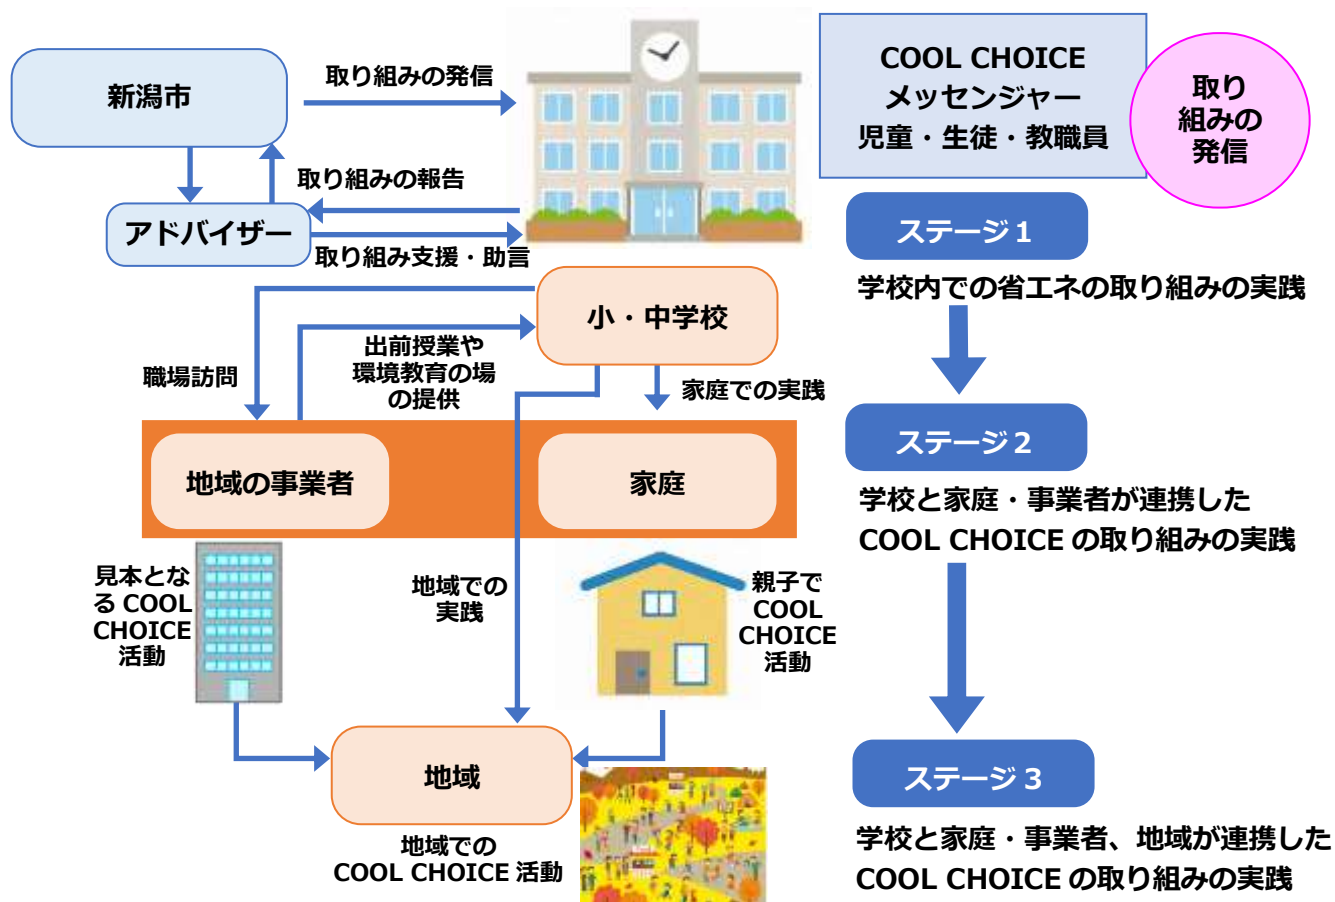 新潟市
取り組みの発信
取り組みの報告
アドバイザー
取り組み支援・助言
小・中学校
職場訪問
出前授業や
環境教育の場
の提供
家庭での実践
地域の事業者
家庭
見本とな
る COOL
CHOICE
活動
地域での
実践
親子で
COOL
CHOICE
活動
地域
地域での
COOL CHOICE 活動
COOL CHOICE
メッセンジャー
児童・生徒・教職員
取り
組みの
発信
ステージ１
学校内での省エネの取り組みの実践
ステージ２
学校と家庭・事業者が連携した
COOL CHOICE の取り組みの実践
ステージ３
学校と家庭・事業者、地域が連携した
COOL CHOICE の取り組みの実践